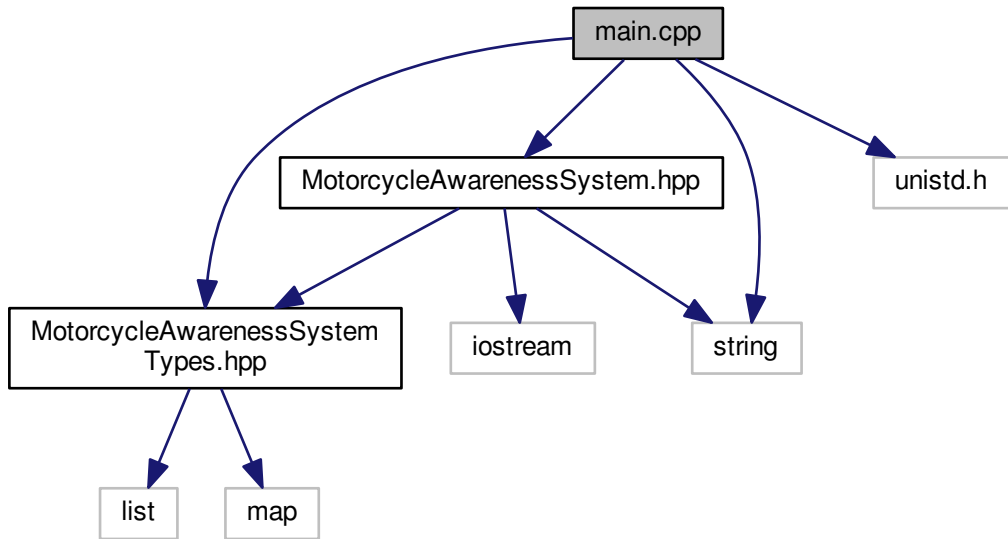 main.cpp
MotorcycleAwarenessSystem.hpp
unistd.h
MotorcycleAwarenessSystem
Types.hpp
iostream
string
list
map